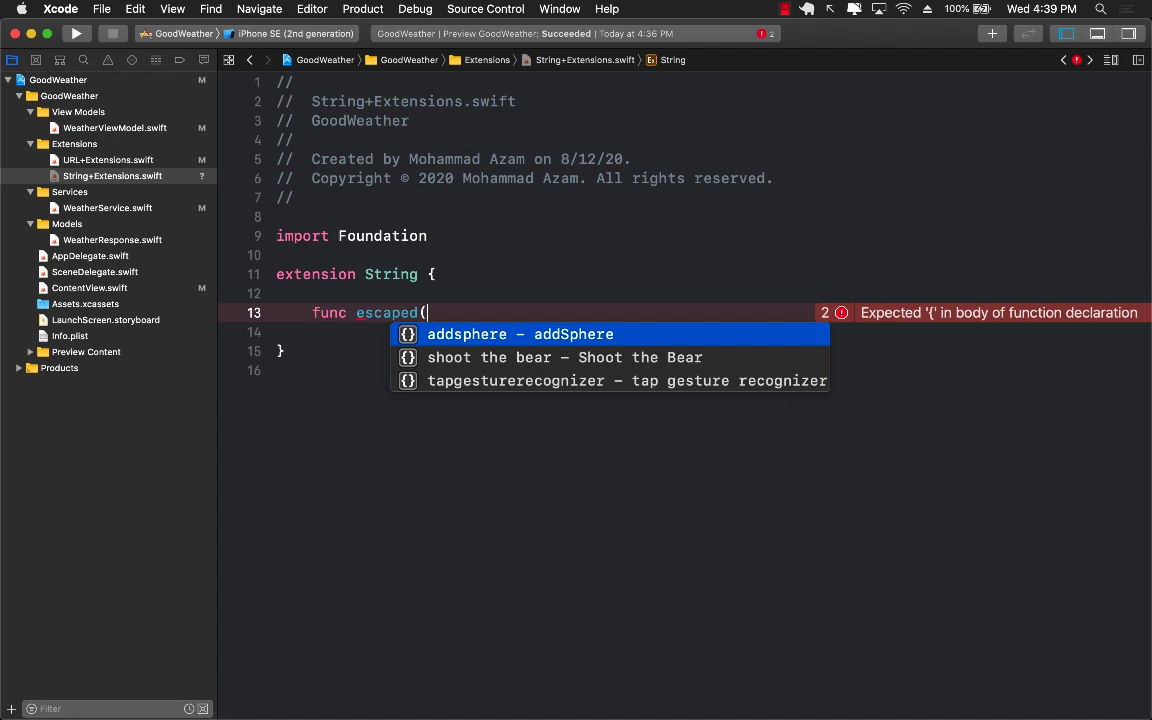 Xcode File Edit View Find Navigate Editor Product Debug Source Control Window Help 100% Wed 4:39 PM
GoodWeather iPhone SE (2nd generation) GoodWeather | Preview GoodWeather: Succeeded | Today at 4:36 PM 2
GoodWeather GoodWeather Extensions String+Extensions.swift String
GoodWeather M
GoodWeather
View Models
WeatherViewModel.swift M
Extensions
URL+Extensions.swift M
String+Extensions.swift ?
Services
WeatherService.swift M
Models
WeatherResponse.swift
AppDelegate.swift
SceneDelegate.swift
ContentView.swift M
Assets.xcassets
LaunchScreen.storyboard
Info.plist
Preview Content
Products
Filter
1 //
2 // String+Extensions.swift
3 // GoodWeather
4 //
5 // Created by Mohammad Azam on 8/12/20.
6 // Copyright © 2020 Mohammad Azam. All rights reserved.
7 //
8
9 import Foundation
10
11 extension String {
12
13 func escaped( 2 Expected '{' in body of function declaration
{} addsphere – addSphere
14
{} shoot the bear – Shoot the Bear
15 }
16
{} tapgesturerecognizer – tap gesture recognizer